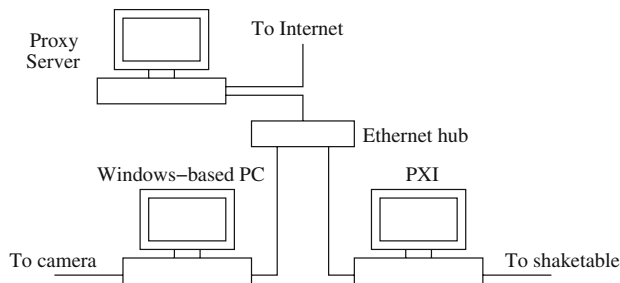 Proxy
Server
To Internet
Ethernet hub
Windows−based PC
PXI
To camera
To shaketable